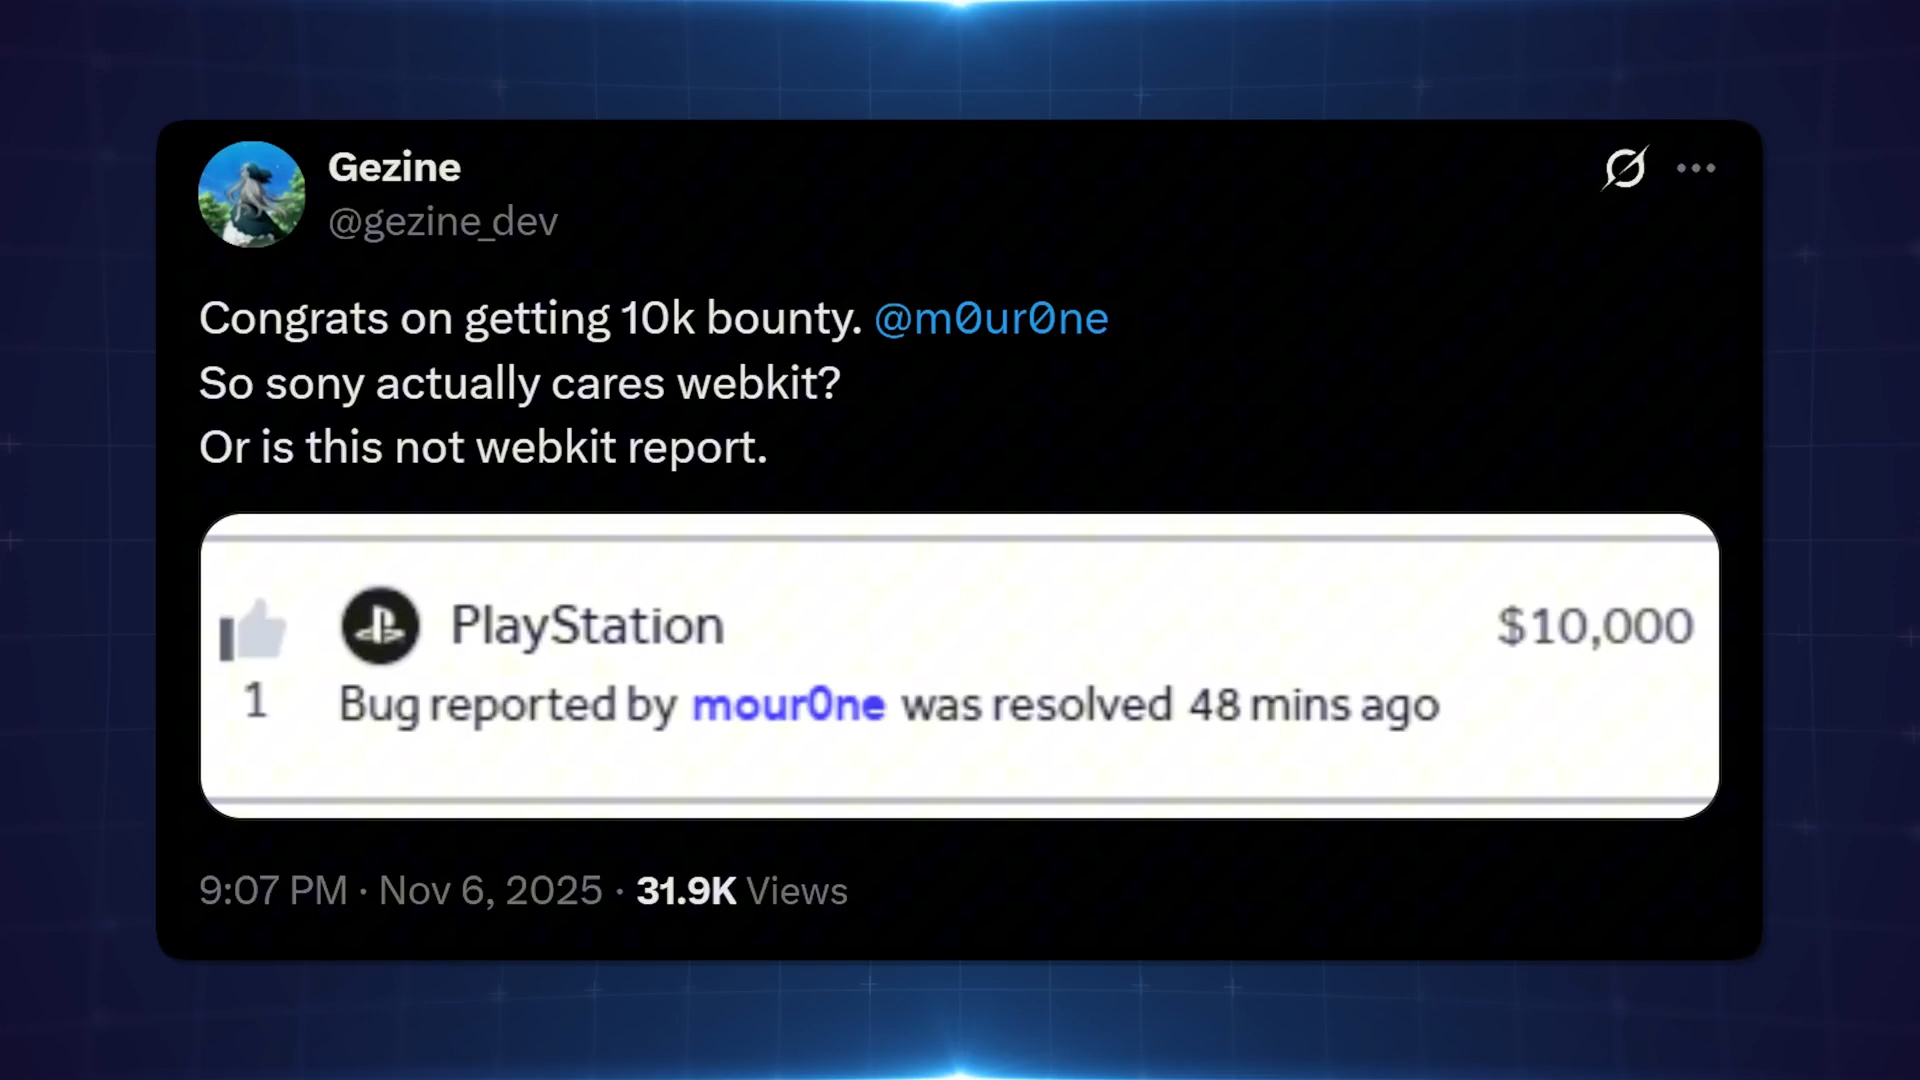 Gezine
@gezine_dev
Congrats on getting 10k bounty. @m0ur0ne
So sony actually cares webkit?
Or is this not webkit report.
PlayStation
$10,000
1
Bug reported by mour0ne was resolved 48 mins ago
9:07 PM · Nov 6, 2025 · 31.9K Views